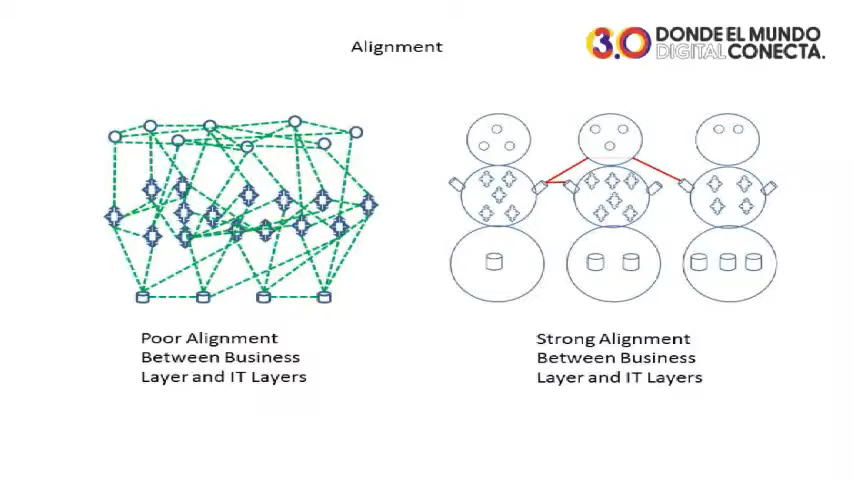 Alignment
3.0 DONDE EL MUNDO
DIGITAL CONECTA.
Poor Alignment
Between Business
Layer and IT Layers
Strong Alignment
Between Business
Layer and IT Layers